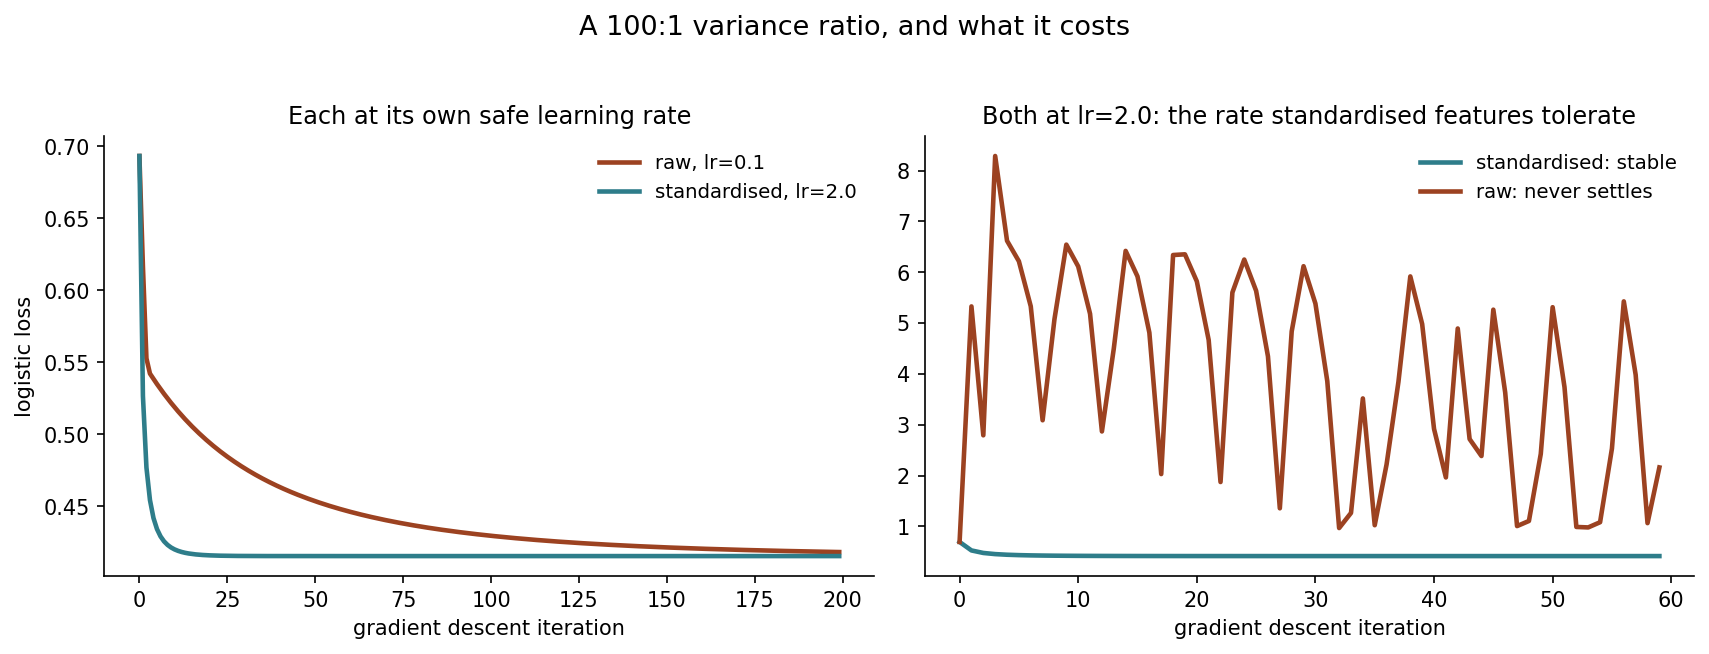 A 100:1 variance ratio, and what it costs
Each at its own safe learning rate
logistic loss
0.70
0.65
0.60
0.55
0.50
0.45
raw, lr=0.1
standardised, lr=2.0
0 25 50 75 100 125 150 175 200
gradient descent iteration
Both at lr=2.0: the rate standardised features tolerate
8
7
6
5
4
3
2
1
standardised: stable
raw: never settles
0 10 20 30 40 50 60
gradient descent iteration